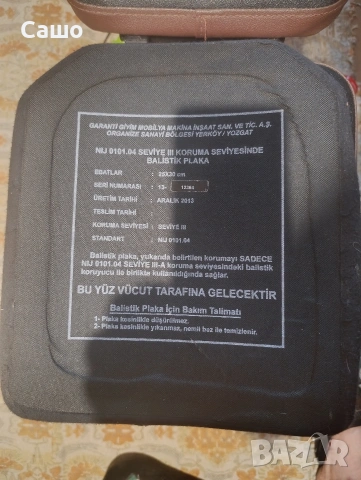 Сашо
GARANTİ GİYİM MOBİLYA MAKİNA İNŞAAT SAN. VE TİC. A.Ş.
ORGANİZE SANAYİ BÖLGESİ YERKÖY / YOZGAT
NIJ 0101.04 SEVİYE III KORUMA SEVİYESİNDE
BALİSTİK PLAKA
EBATLAR : 25X30 cm
SERİ NUMARASI : 13-
ÜRETİM TARİHİ : ARALIK 2013
TESLİM TARİHİ :
KORUMA SEVİYESİ : SEVİYE III
STANDART : NIJ 0101.04
Balistik plaka, yukarıda belirtilen korumayı SADECE
NIJ 0101.04 SEVİYE III-A koruma seviyesindeki balistik
koruyucu ile birlikte kullanıldığında sağlar.
BU YÜZ VÜCUT TARAFINA GELECEKTİR
Balistik Plaka İçin Bakım Talimatı
1- Plaka kesinlikle düşürülmez.
2- Plaka kesinlikle yıkanmaz, nemli bez ile temizlenir.
BAZAR
bg